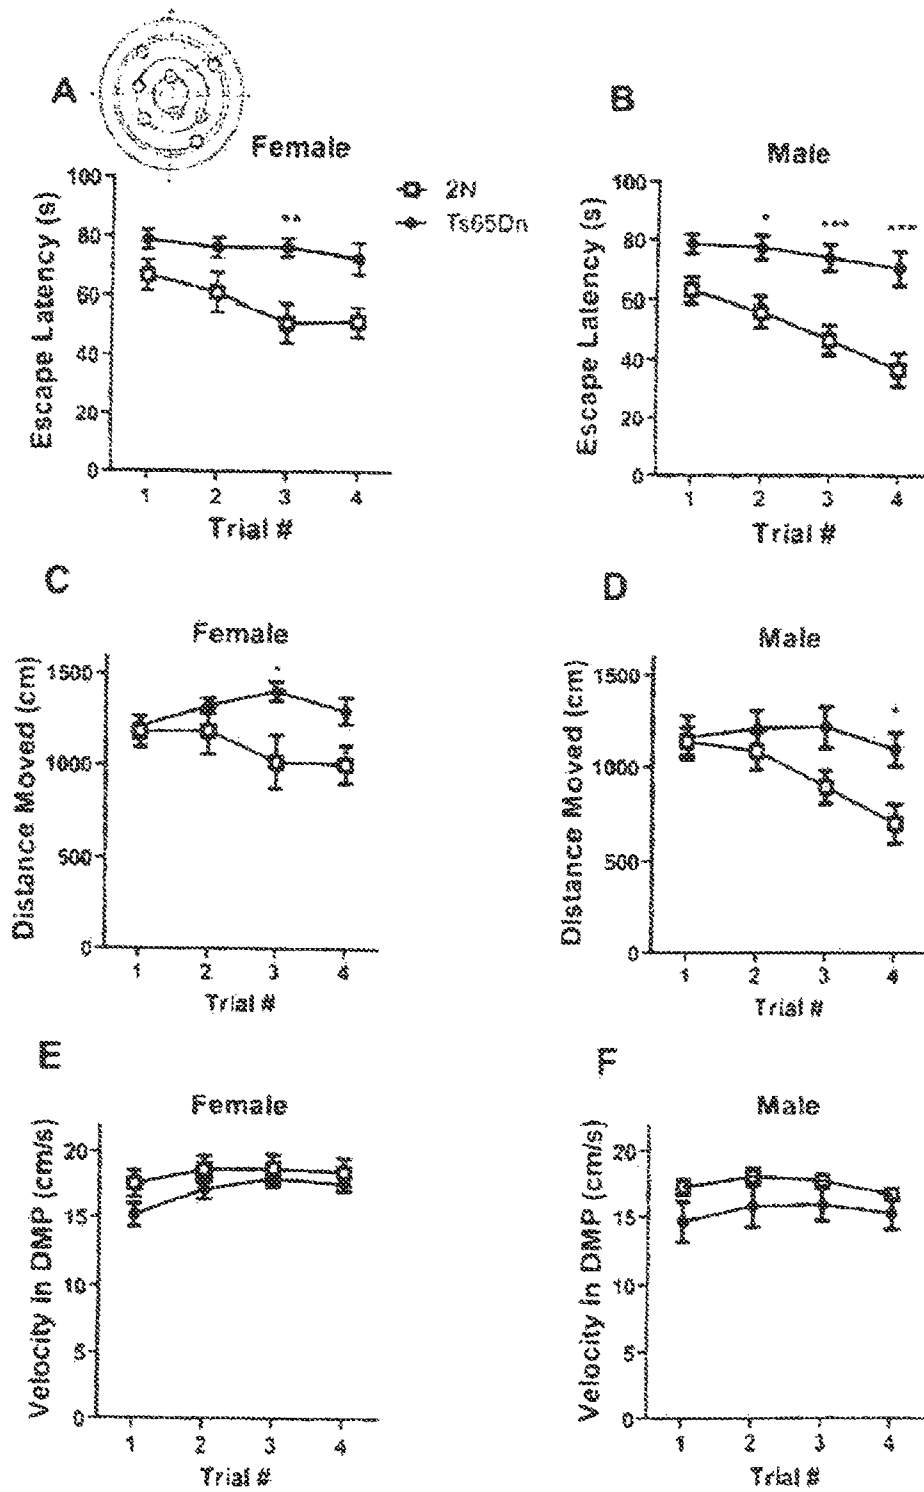 A
Female
2N
Ts65Dn
Escape Latency (s)
100
80
60
40
20
0
1 2 3 4
Trial #
**
B
Male
Escape Latency (s)
100
80
60
40
20
0
1 2 3 4
Trial #
* *** ***
C
Female
Distance Moved (cm)
1500
1000
500
0
1 2 3 4
Trial #
*
D
Male
Distance Moved (cm)
1500
1000
500
0
1 2 3 4
Trial #
*
E
Female
Velocity in DMP (cm/s)
20
15
10
5
0
1 2 3 4
Trial #
F
Male
Velocity in DMP (cm/s)
20
15
10
5
0
1 2 3 4
Trial #